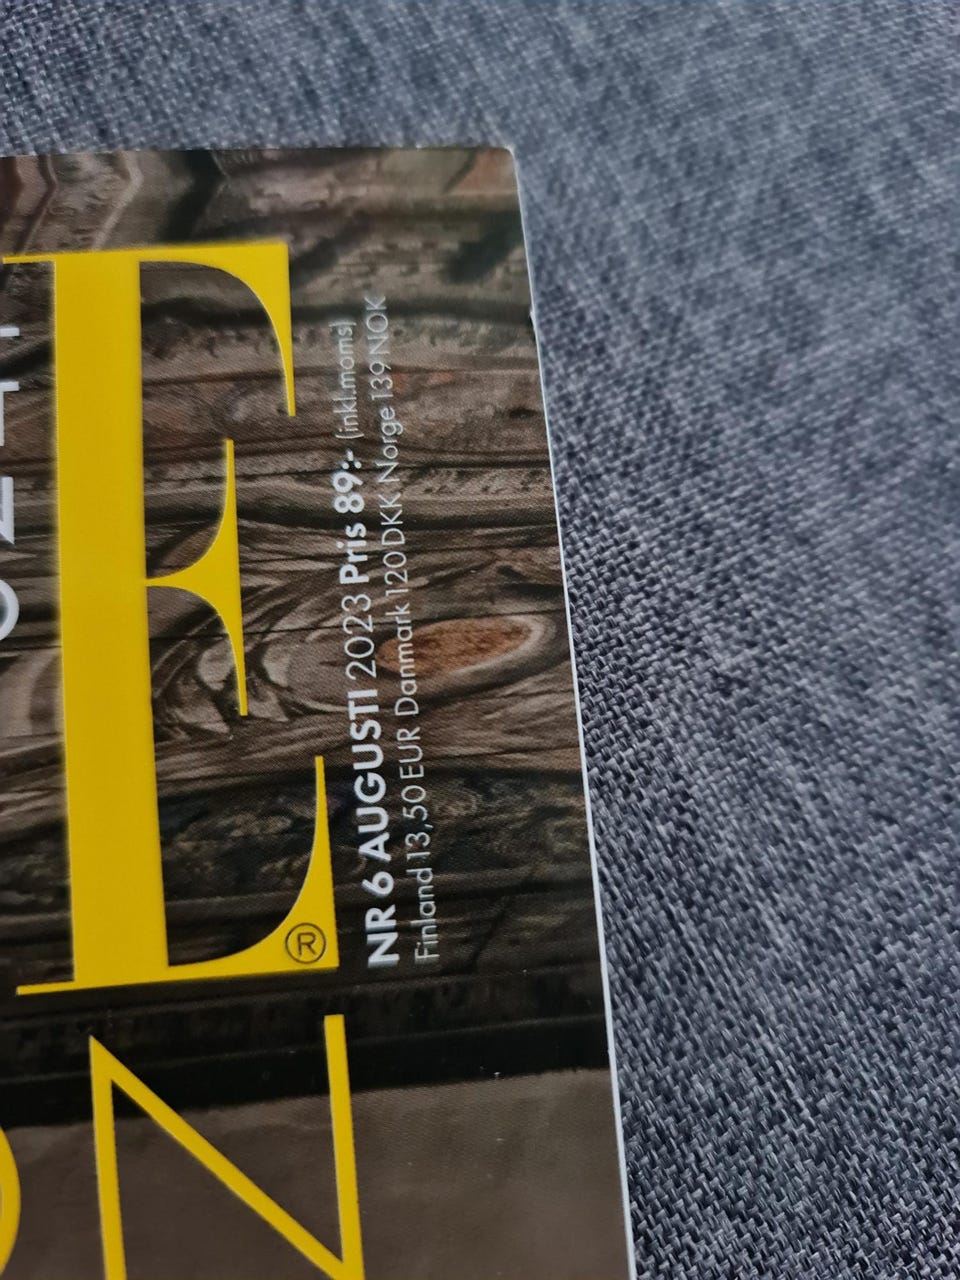 E®
NR 6 AUGUSTI 2023 Pris 89:- (inkl.moms)
Finland 13,50 EUR Danmark 120 DKK Norge 139 NOK
N